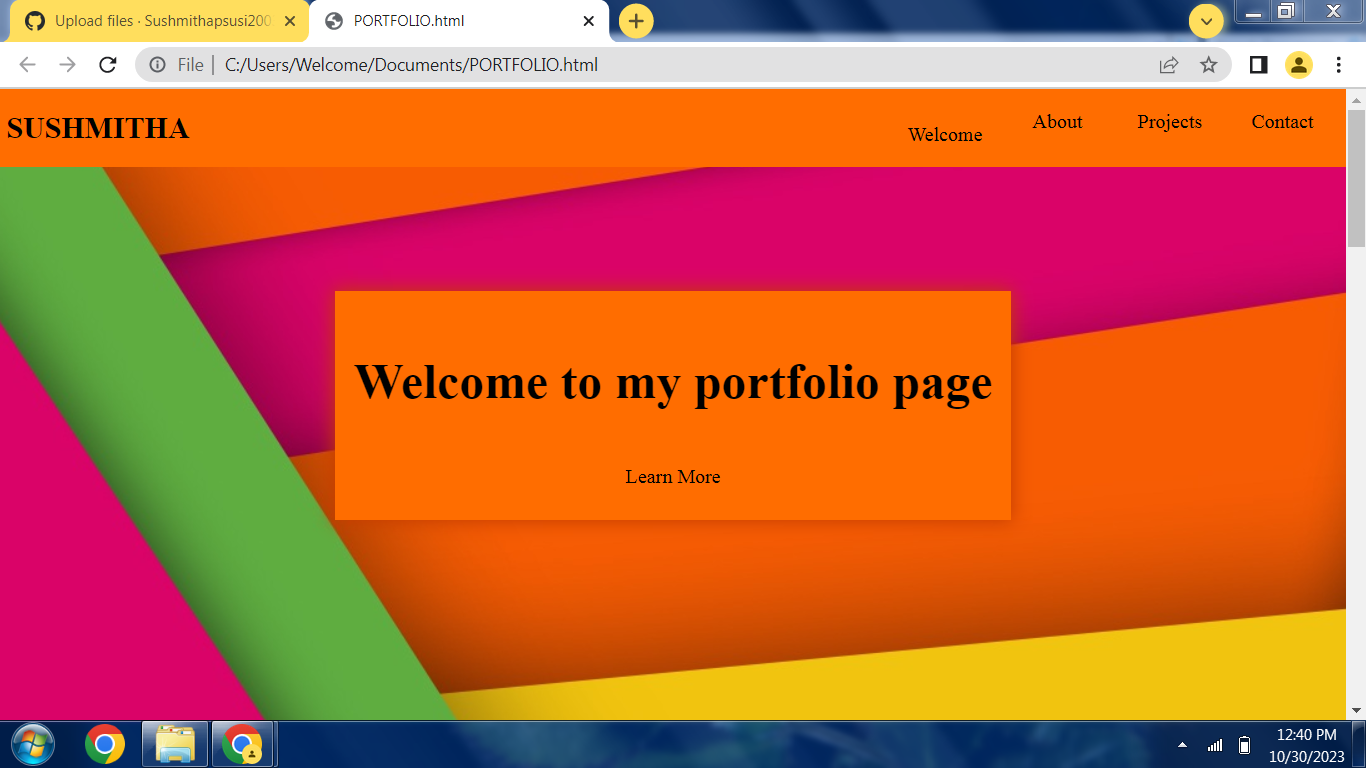 Upload files · Sushmithapsusi200
PORTFOLIO.html
File
C:/Users/Welcome/Documents/PORTFOLIO.html
SUSHMITHA
Welcome
About
Projects
Contact
Welcome to my portfolio page
Learn More
12:40 PM
10/30/2023